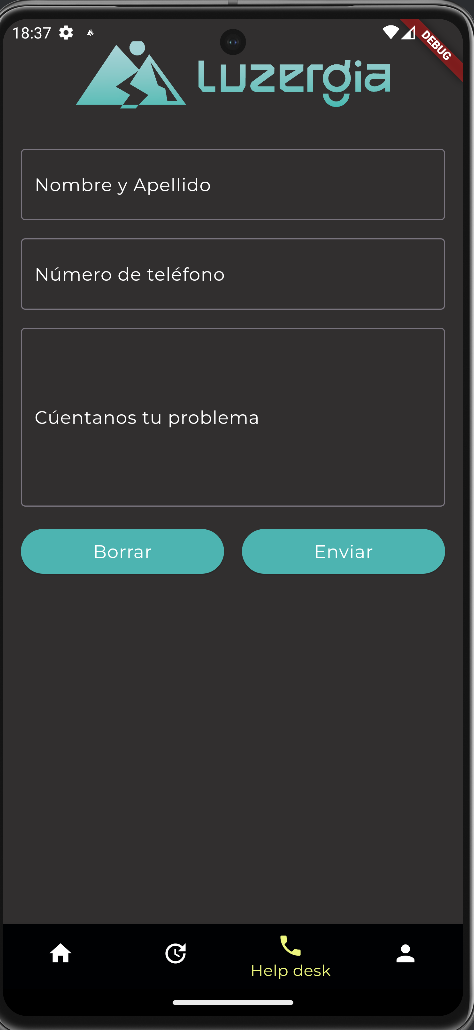 18:37
DEBUG
Luzergia
Nombre y Apellido
Número de teléfono
Cúentanos tu problema
Borrar
Enviar
Help desk